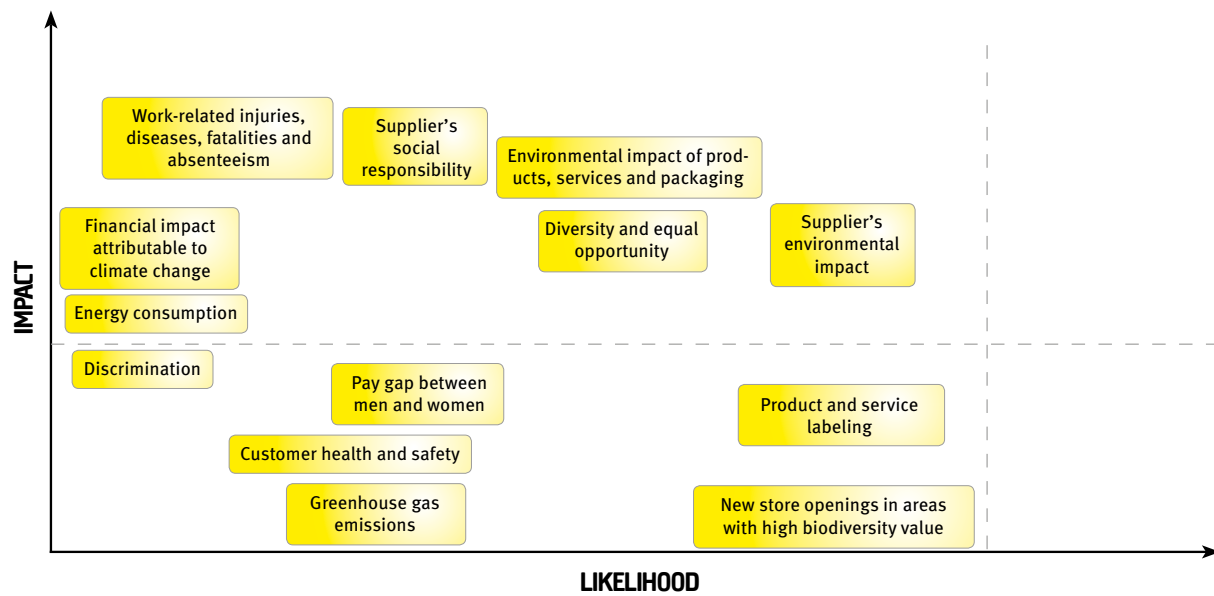 IMPACT
Work-related injuries,
diseases, fatalities and
absenteeism
Supplier's
social
responsibility
Environmental impact of prod-
ucts, services and packaging
Financial impact
attributable to
climate change
Diversity and equal
opportunity
Supplier's
environmental
impact
Energy consumption
Discrimination
Pay gap between
men and women
Product and service
labeling
Customer health and safety
Greenhouse gas
emissions
New store openings in areas
with high biodiversity value
LIKELIHOOD